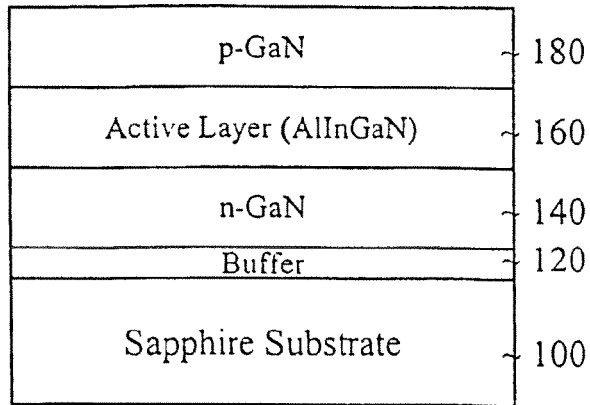 p-GaN ~ 180
Active Layer (AlInGaN) ~ 160
n-GaN ~ 140
Buffer ~ 120
Sapphire Substrate ~ 100